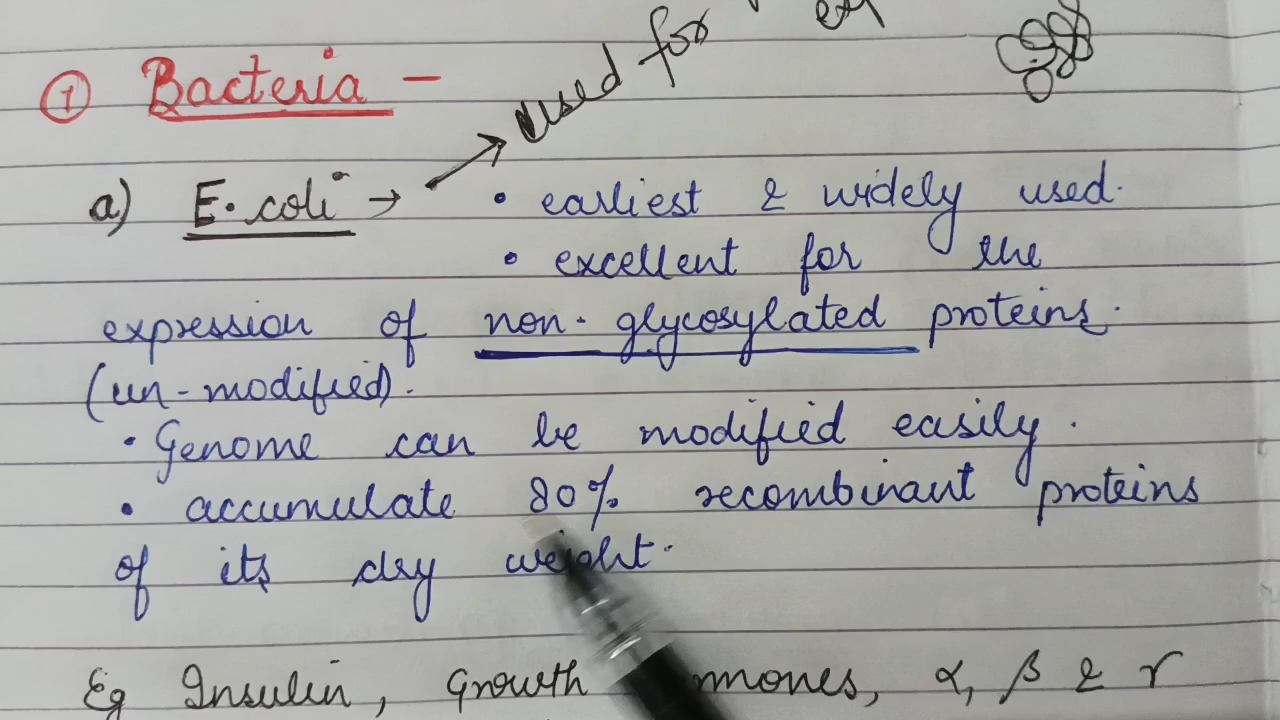 ① Bacteria -
used for
a) E. coli → • earliest & widely used.
• excellent for the
expression of non-glycosylated proteins.
(un-modified).
• Genome can be modified easily.
• accumulate 80% recombinant proteins
of its dry weight.
Eg Insulin, Growth mones, α, β & γ